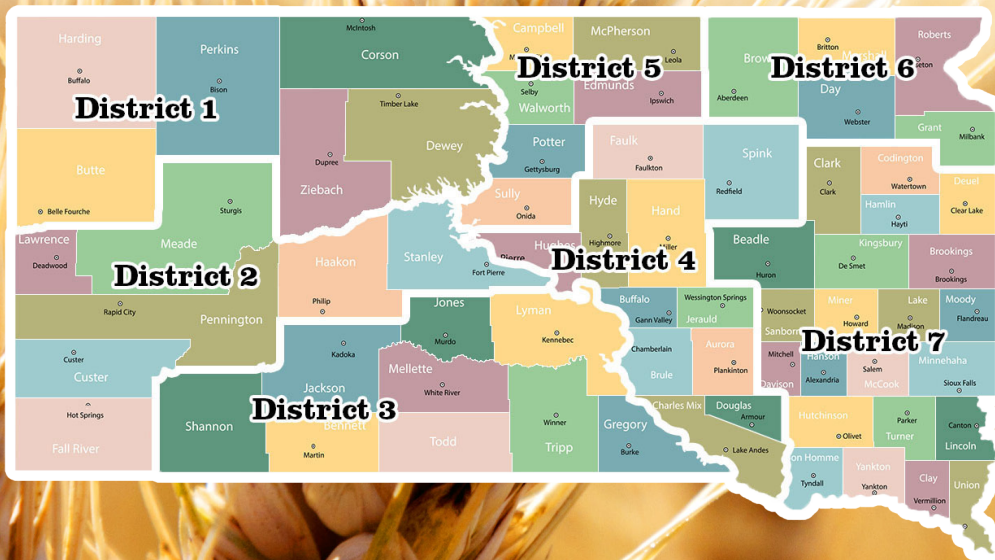 Harding
Buffalo
Perkins
Bison
District 1
Butte
Belle Fourche
McIntosh
Corson
Timber Lake
Dewey
Dupree
Ziebach
Lawrence
Deadwood
Sturgis
Meade
District 2
Rapid City
Pennington
Custer
Custer
Hot Springs
Fall River
Haakon
Philip
Stanley
Fort Pierre
Jones
Murdo
Lyman
Kennebec
Kadoka
Jackson
Mellette
White River
District 3
Shannon
Bennett
Martin
Todd
Winner
Tripp
Gregory
Burke
Campbell
McPherson
Leola
District 5
Selby
Walworth
Edmunds
Ipswich
Potter
Gettysburg
Sully
Onida
Faulk
Faulkton
Spink
Redfield
Hyde
Highmore
Hand
Miller
Hughes
Pierre
District 4
Buffalo
Gann Valley
Wessington Springs
Jerauld
Chamberlain
Brule
Aurora
Plankinton
Charles Mix
Lake Andes
Douglas
Armour
Aberdeen
Britton
Marshall
Roberts
District 6
Day
Webster
Grant
Milbank
Clark
Clark
Codington
Watertown
Hamlin
Hayti
Deuel
Clear Lake
Beadle
Huron
Kingsbury
De Smet
Brookings
Brookings
Woonsocket
Miner
Howard
Lake
Madison
Moody
Flandreau
District 7
Mitchell
Davison
Hanson
Alexandria
Salem
McCook
Minnehaha
Sioux Falls
Hutchinson
Olivet
Parker
Turner
Canton
Lincoln
on Homme
Tyndall
Yankton
Yankton
Clay
Vermillion
Union